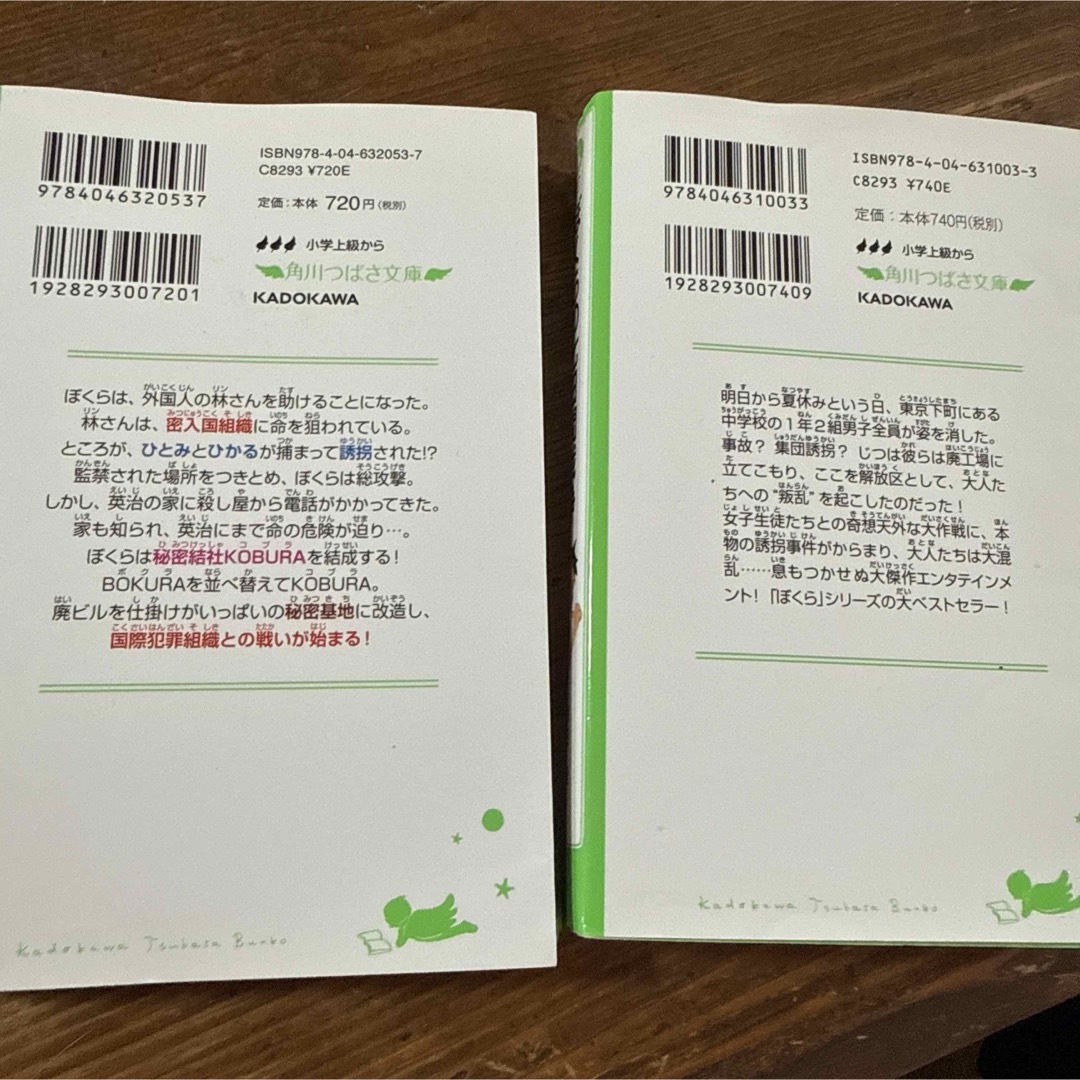 ISBN978-4-04-632053-7
C8293 ¥720E
9784046320537
定価:本体 720円(税別)
小学上級から
角川つばさ文庫
KADOKAWA
1928293007201
ぼくらは、外国人の林さんを助けることになった。
林さんは、密入国組織に命を狙われている。
ところが、ひとみとひかるが捕まって誘拐された!?
監禁された場所をつきとめ、ぼくらは総攻撃。
しかし、英治の家に殺し屋から電話がかかってきた。
家も知られ、英治にまで命の危険が迫り…。
ぼくらは秘密結社KOBURAを結成する!
BOKURAを並べ替えてKOBURA。
廃ビルを仕掛けがいっぱいの秘密基地に改造し、
国際犯罪組織との戦いが始まる!
Kadokawa Tsubasa Bunko
ISBN978-4-04-631003-3
C8293 ¥740E
9784046310033
定価:本体740円(税別)
小学上級から
角川つばさ文庫
KADOKAWA
1928293007409
明日から夏休みという日、東京下町にある
中学校の1年2組男子全員が姿を消した。
事故? 集団誘拐? じつは彼らは廃工場に
立てこもり、ここを解放区として、大人た
ちへの“叛乱”を起こしたのだった!
女子生徒たちとの奇想天外な大作戦に、本
物の誘拐事件がからまり、大人たちは大混
乱……息もつかせぬ大傑作エンタテインメ
ント!「ぼくら」シリーズの大ベストセラー!
Kadokawa Tsubasa Bunko